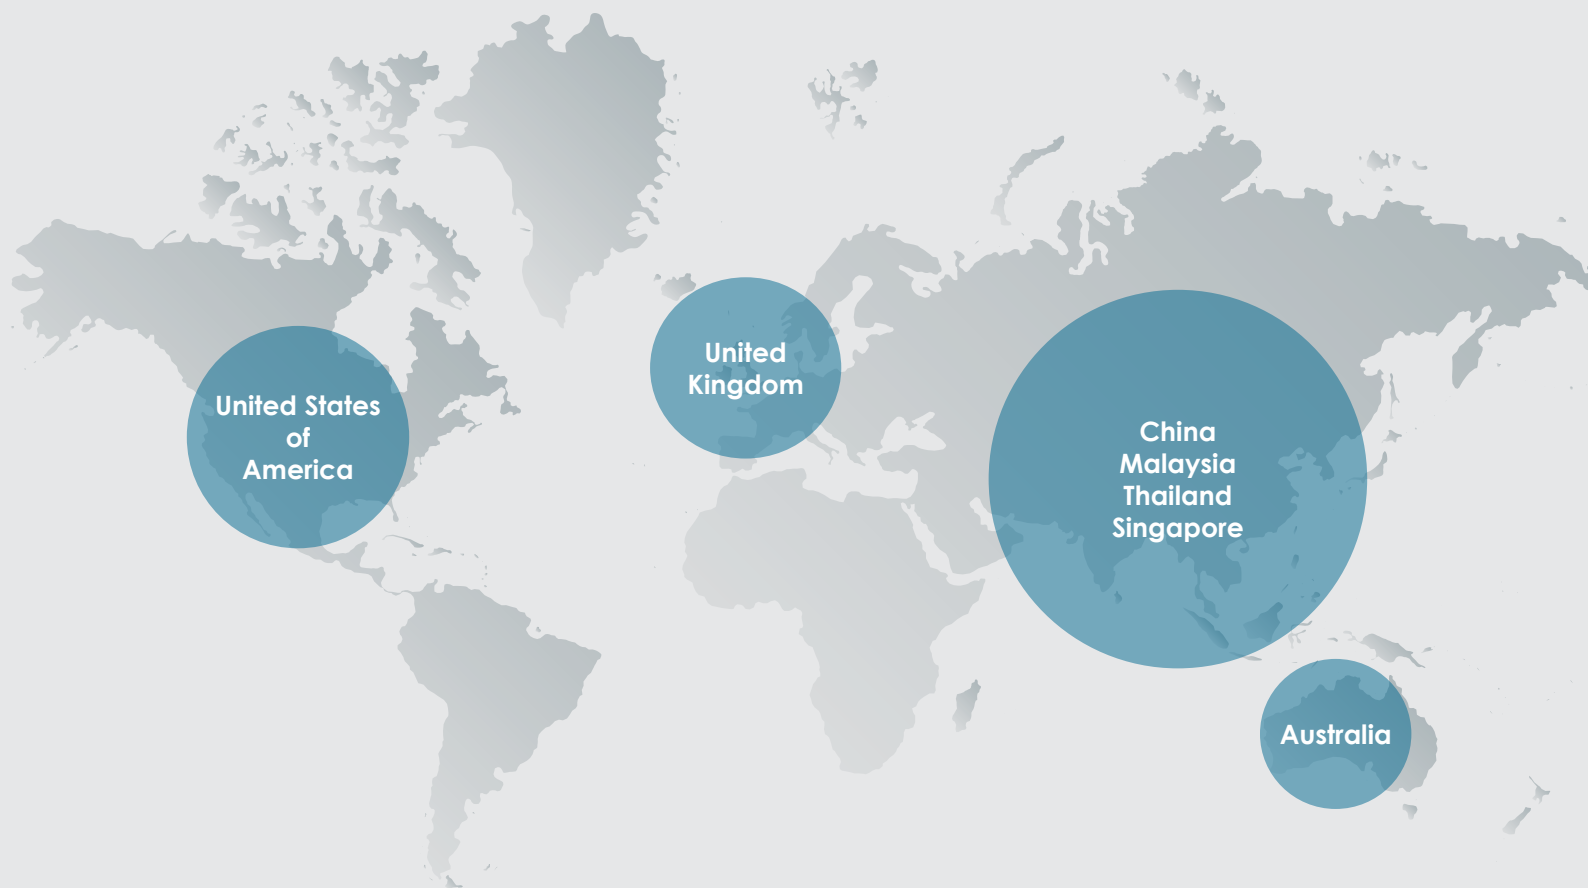 United States
of
America
United
Kingdom
China
Malaysia
Thailand
Singapore
Australia